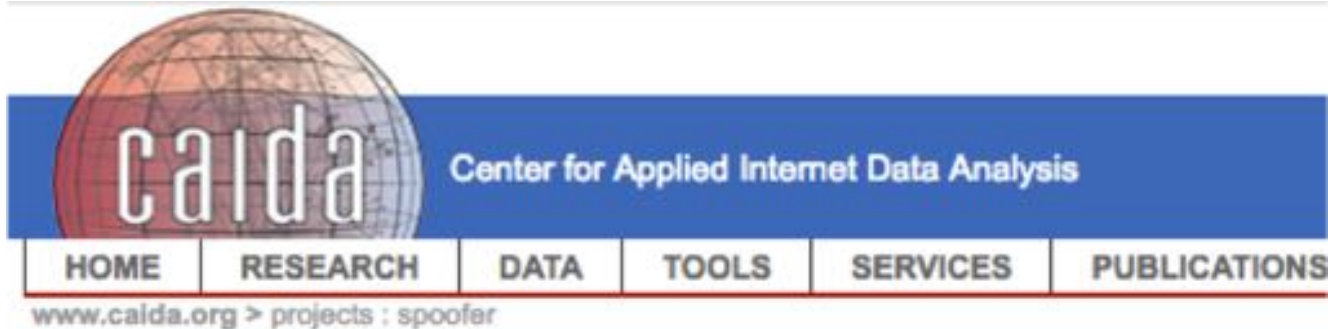 caida
Center for Applied Internet Data Analysis
HOME RESEARCH DATA TOOLS SERVICES PUBLICATIONS
www.caida.org > projects : spoofer